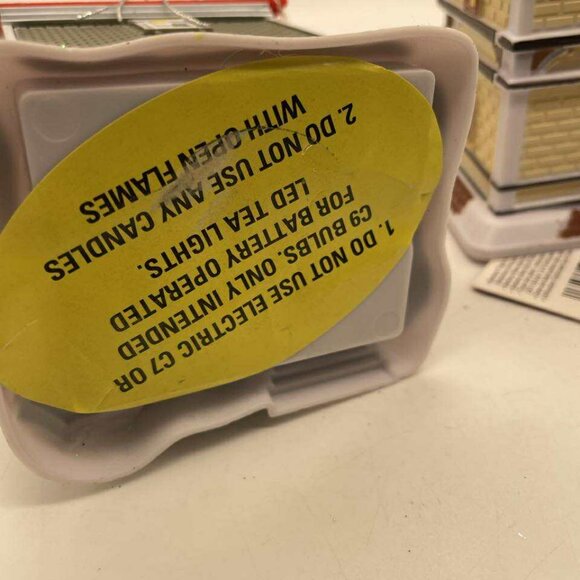 1. DO NOT USE ELECTRIC C7 OR
C9 BULBS. ONLY INTENDED
FOR BATTERY OPERATED
LED TEA LIGHTS.
2. DO NOT USE ANY CANDLES
WITH OPEN FLAMES